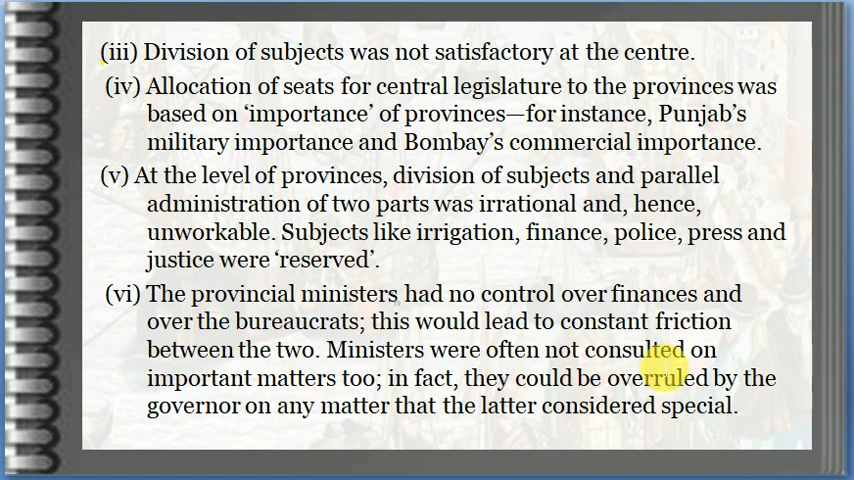 (iii) Division of subjects was not satisfactory at the centre.
(iv) Allocation of seats for central legislature to the provinces was
based on ‘importance’ of provinces—for instance, Punjab’s
military importance and Bombay’s commercial importance.
(v) At the level of provinces, division of subjects and parallel
administration of two parts was irrational and, hence,
unworkable. Subjects like irrigation, finance, police, press and
justice were ‘reserved’.
(vi) The provincial ministers had no control over finances and
over the bureaucrats; this would lead to constant friction
between the two. Ministers were often not consulted on
important matters too; in fact, they could be overruled by the
governor on any matter that the latter considered special.